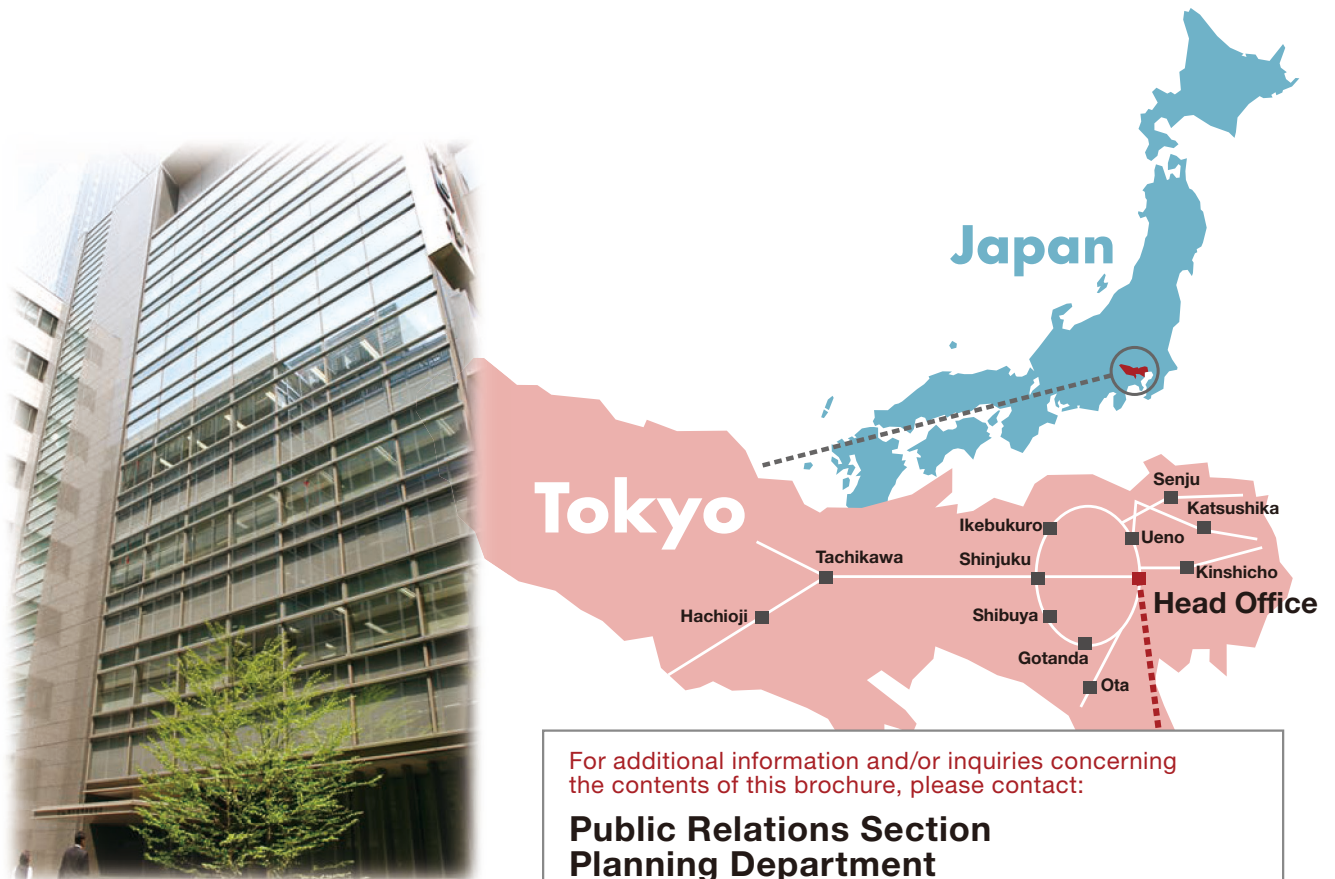 Japan
Tokyo
Senju
Katsushika
Ikebukuro
Ueno
Tachikawa
Shinjuku
Kinshicho
Head Office
Hachioji
Shibuya
Gotanda
Ota
For additional information and/or inquiries concerning
the contents of this brochure, please contact:
Public Relations Section
Planning Department